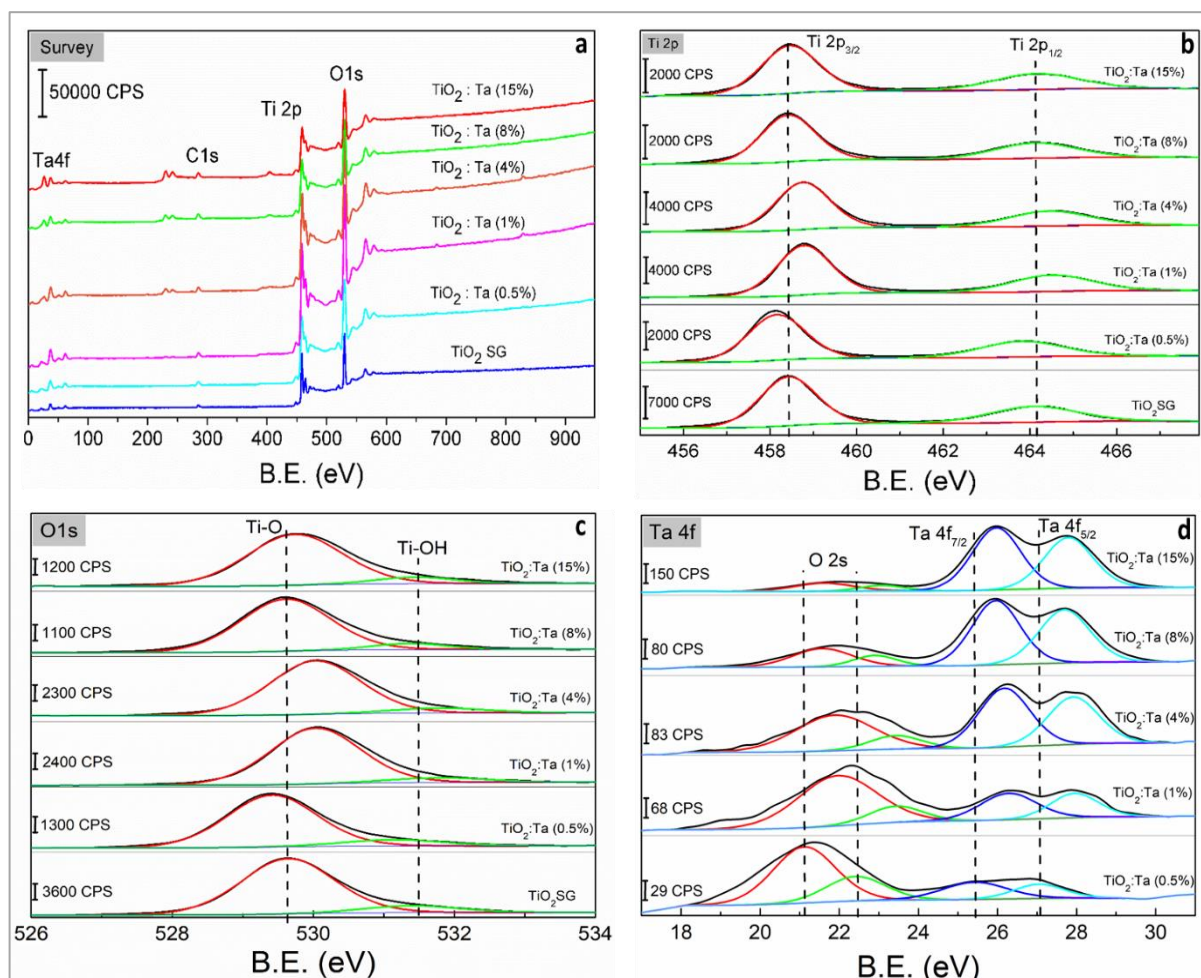 Survey
a
50000 CPS
O1s
Ti 2p
C1s
Ta4f
TiO₂ : Ta (15%)
TiO₂ : Ta (8%)
TiO₂ : Ta (4%)
TiO₂ : Ta (1%)
TiO₂ : Ta (0.5%)
TiO₂ SG
0 100 200 300 400 500 600 700 800 900
B.E. (eV)
Ti 2p
b
Ti 2p₃/₂
Ti 2p₁/₂
2000 CPS
TiO₂:Ta (15%)
2000 CPS
TiO₂:Ta (8%)
4000 CPS
TiO₂:Ta (4%)
4000 CPS
TiO₂:Ta (1%)
2000 CPS
TiO₂:Ta (0.5%)
7000 CPS
TiO₂SG
456 458 460 462 464 466
B.E. (eV)
O1s
c
Ti-O
Ti-OH
1200 CPS
TiO₂:Ta (15%)
1100 CPS
TiO₂:Ta (8%)
2300 CPS
TiO₂:Ta (4%)
2400 CPS
TiO₂:Ta (1%)
1300 CPS
TiO₂:Ta (0.5%)
3600 CPS
TiO₂SG
526 528 530 532 534
B.E. (eV)
Ta 4f
d
Ta 4f₇/₂
Ta 4f₅/₂
O 2s
150 CPS
TiO₂:Ta (15%)
80 CPS
TiO₂:Ta (8%)
83 CPS
TiO₂:Ta (4%)
68 CPS
TiO₂:Ta (1%)
29 CPS
TiO₂:Ta (0.5%)
18 20 22 24 26 28 30
B.E. (eV)